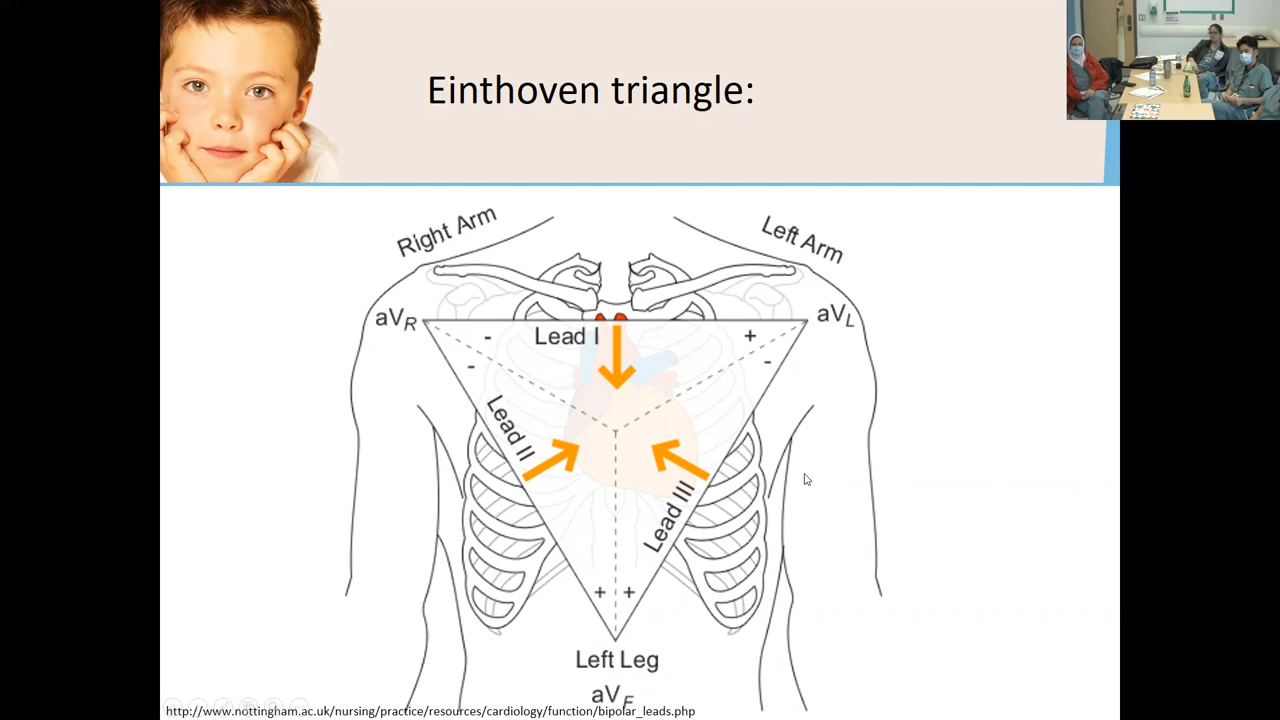 Einthoven triangle:
Right Arm
Left Arm
aVR
aVL
- Lead I +
- -
Lead II
Lead III
+ +
Left Leg
aVF
http://www.nottingham.ac.uk/nursing/practice/resources/cardiology/function/bipolar_leads.php